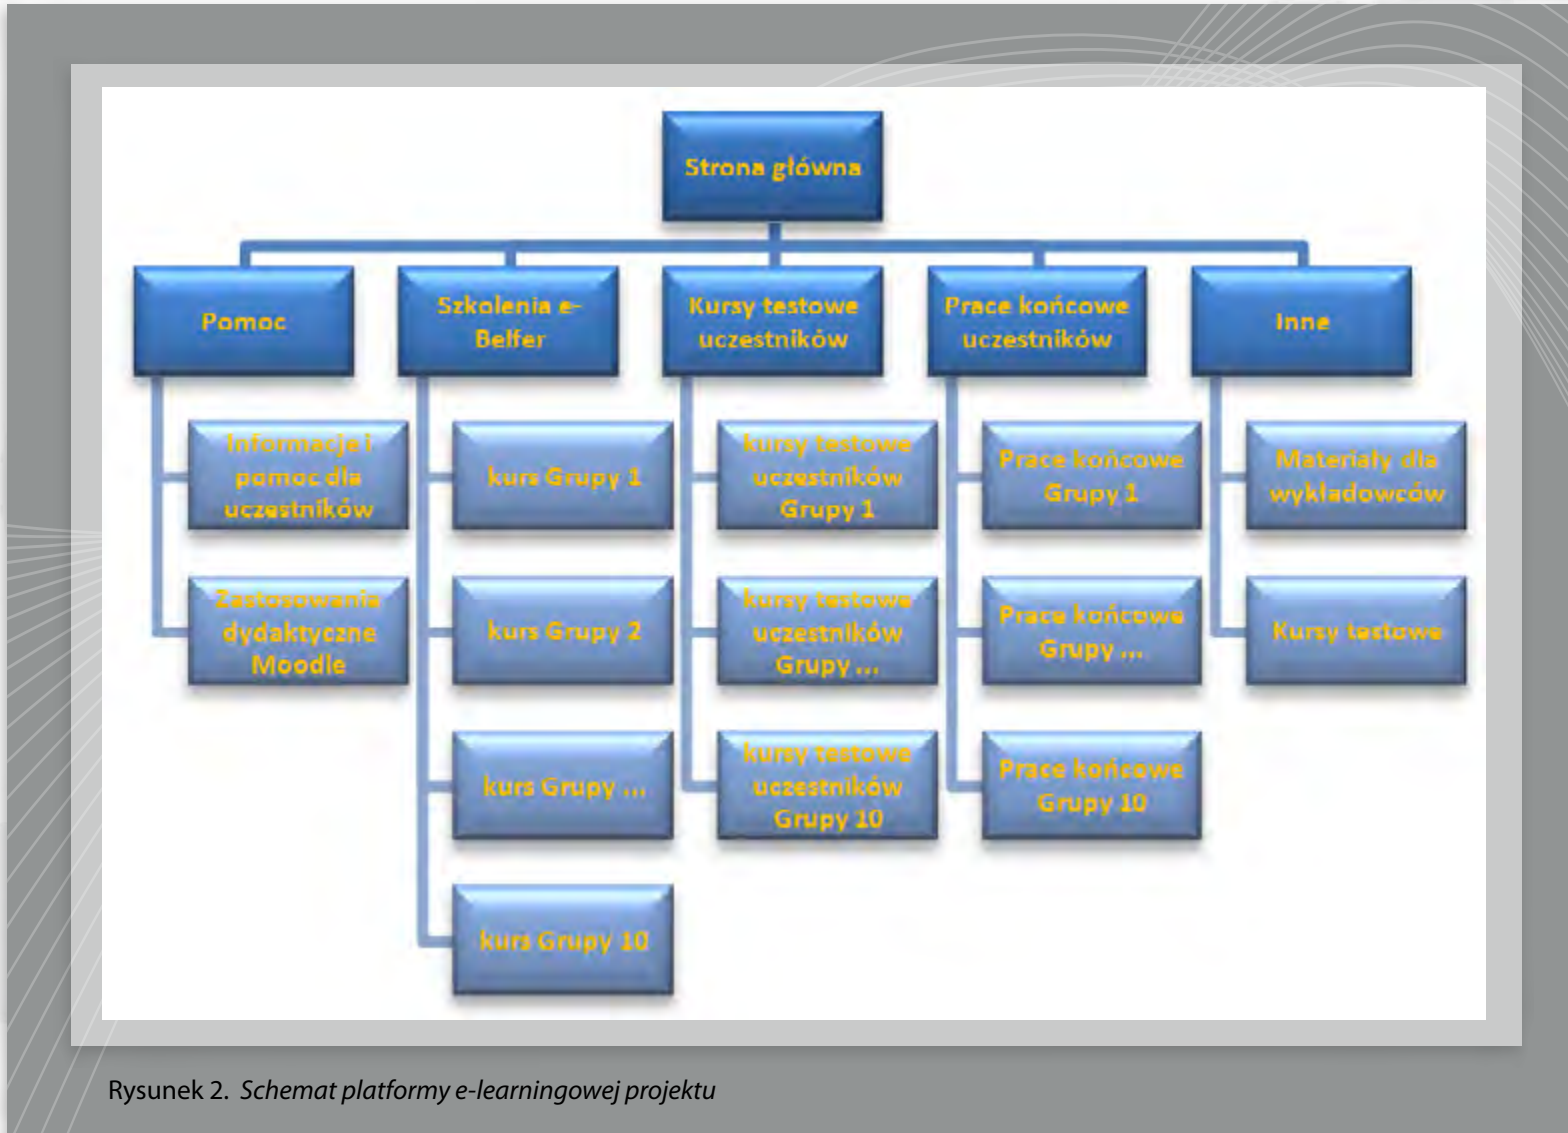 Strona główna
Pomoc
Szkolenia e-
Belfer
Kursy testowe
uczestników
Prace końcowe
uczestników
Inne
Informacje i
pomoc dla
uczestników
Zastosowania
dydaktyczne
Moodle
kurs Grupy 1
kurs Grupy 2
kurs Grupy ...
kurs Grupy 10
kursy testowe
uczestników
Grupy 1
kursy testowe
uczestników
Grupy ...
kursy testowe
uczestników
Grupy 10
Prace końcowe
Grupy 1
Prace końcowe
Grupy ...
Prace końcowe
Grupy 10
Materiały dla
wykładowców
Kursy testowe
Rysunek 2. Schemat platformy e-learningowej projektu